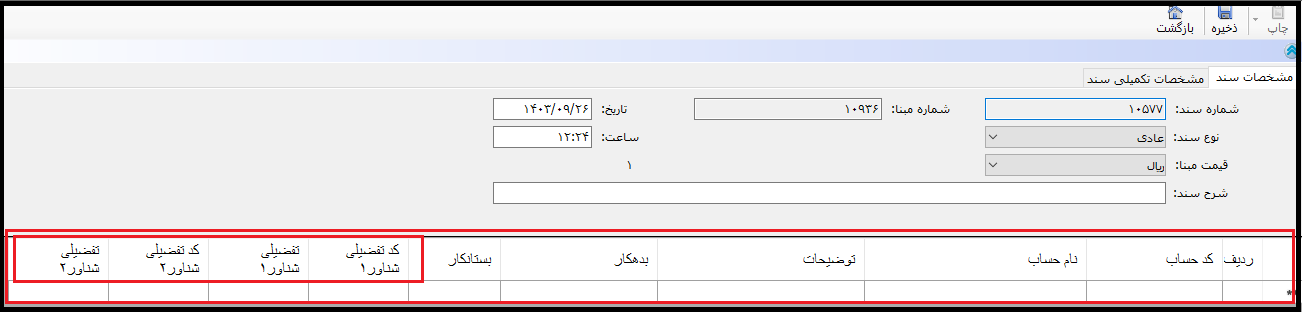 چاپ ذخیره بازگشت
مشخصات سند مشخصات تکمیلی سند
شماره سند: ۱۰۵۷۷ شماره مبنا: ۱۰۹۳۶ تاریخ: ۱۴۰۳/۰۹/۲۶
نوع سند: عادی ساعت: ۱۲:۲۴
قیمت مبنا: ریال ۱
شرح سند:
ردیف کد حساب نام حساب توضیحات بدهکار بستانکار کد تفضیلی شناور۱ تفضیلی شناور۱ کد تفضیلی شناور۲ تفضیلی شناور۲
**